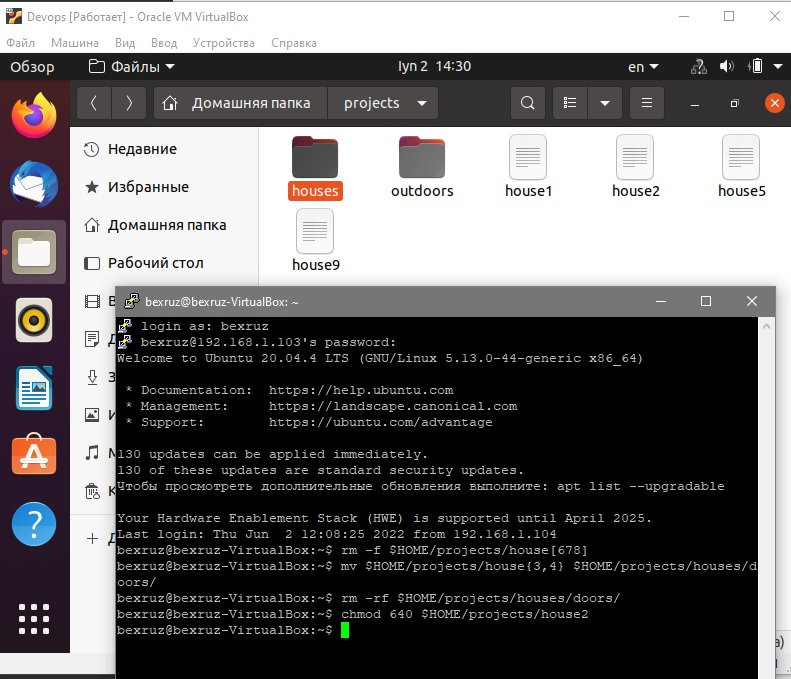 Devops [Работает] - Oracle VM VirtualBox
Файл Машина Вид Ввод Устройства Справка
Обзор Файлы Iyn 2 14:30 en
Домашняя папка projects
Недавние
Избранные
Домашняя папка
Рабочий стол
houses outdoors house1 house2 house5
house9
bexruz@bexruz-VirtualBox: ~
login as: bexruz
bexruz@192.168.1.103's password:
Welcome to Ubuntu 20.04.4 LTS (GNU/Linux 5.13.0-44-generic x86_64)
* Documentation: https://help.ubuntu.com
* Management: https://landscape.canonical.com
* Support: https://ubuntu.com/advantage
130 updates can be applied immediately.
130 of these updates are standard security updates.
Чтобы просмотреть дополнительные обновления выполните: apt list --upgradable
Your Hardware Enablement Stack (HWE) is supported until April 2025.
Last login: Thu Jun 2 12:08:25 2022 from 192.168.1.104
bexruz@bexruz-VirtualBox:~$ rm -f $HOME/projects/house[678]
bexruz@bexruz-VirtualBox:~$ mv $HOME/projects/house{3,4} $HOME/projects/houses/d
oors/
bexruz@bexruz-VirtualBox:~$ rm -rf $HOME/projects/houses/doors/
bexruz@bexruz-VirtualBox:~$ chmod 640 $HOME/projects/house2
bexruz@bexruz-VirtualBox:~$